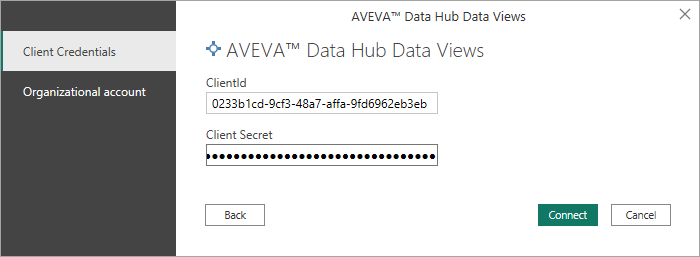 AVEVA™ Data Hub Data Views
Client Credentials
Organizational account
AVEVA™ Data Hub Data Views
ClientId
0233b1cd-9cf3-48a7-affa-9fd6962eb3eb
Client Secret
Back
Connect
Cancel